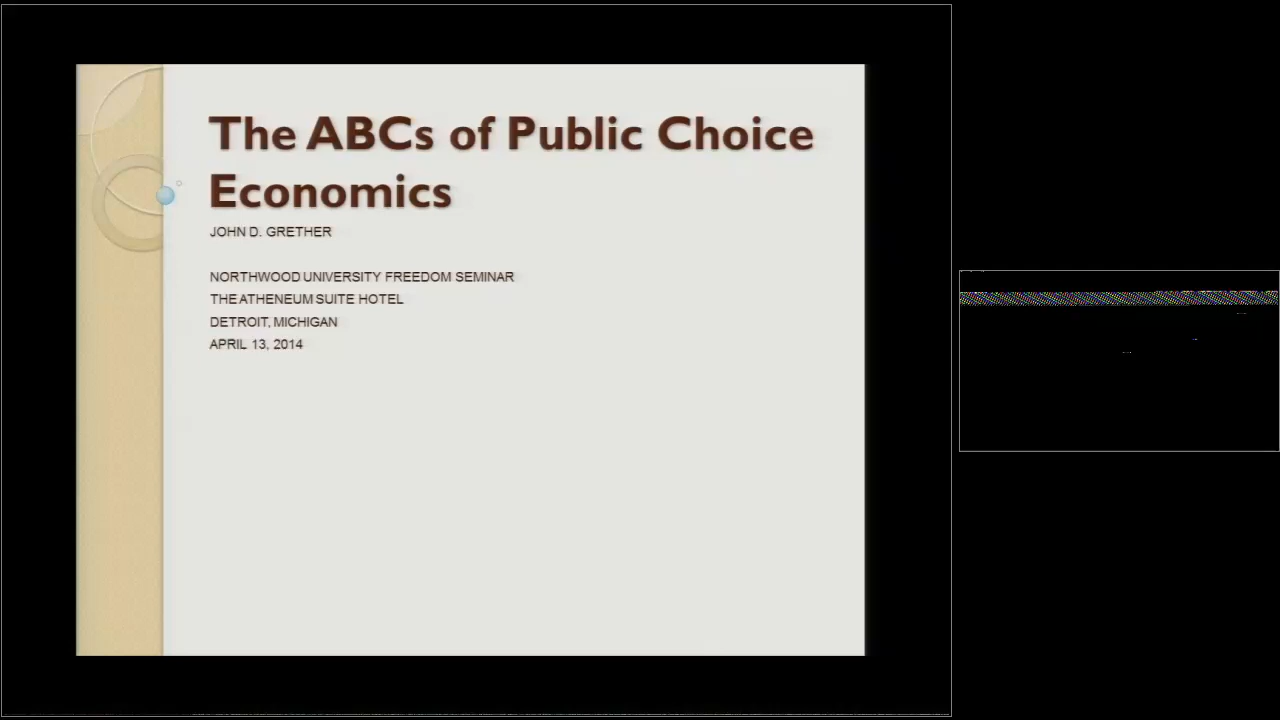 The ABCs of Public Choice
Economics
JOHN D. GRETHER
NORTHWOOD UNIVERSITY FREEDOM SEMINAR
THE ATHENEUM SUITE HOTEL
DETROIT, MICHIGAN
APRIL 13, 2014